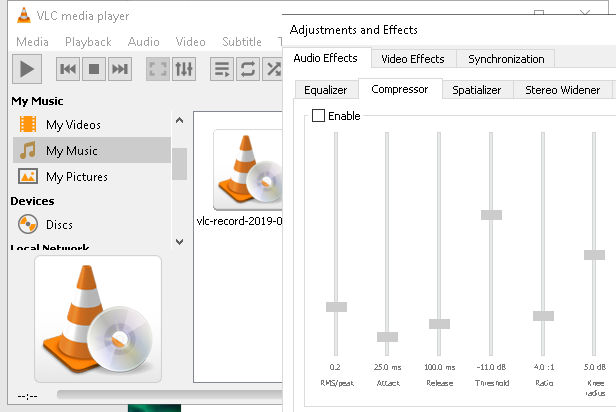 VLC media player
Media Playback Audio Video Subtitle T
My Music
My Videos
My Music
My Pictures
Devices
Discs
Local Network
vlc-record-2019-0
--:--
Adjustments and Effects
Audio Effects Video Effects Synchronization
Equalizer Compressor Spatializer Stereo Widener
Enable
0.2 25.0 ms 100.0 ms -11.0 dB 4.0 :1 5.0 dB
RMS/peak Attack Release Threshold Ratio Knee
radius